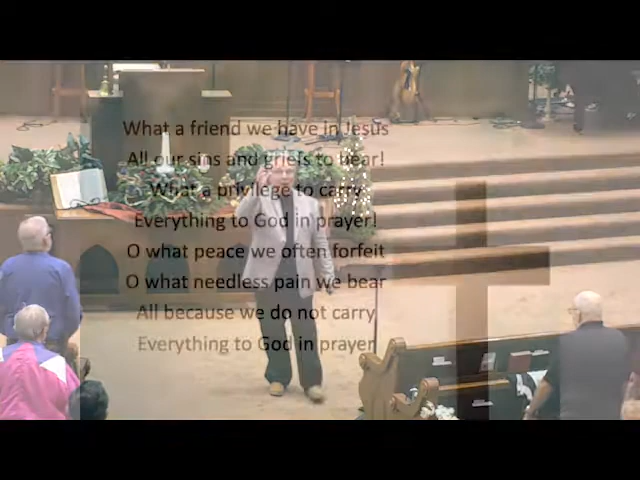 What a friend we have in Jesus
All our sins and griefs to bear!
What a privilege to carry
Everything to God in prayer!
O what peace we often forfeit
O what needless pain we bear
All because we do not carry
Everything to God in prayer